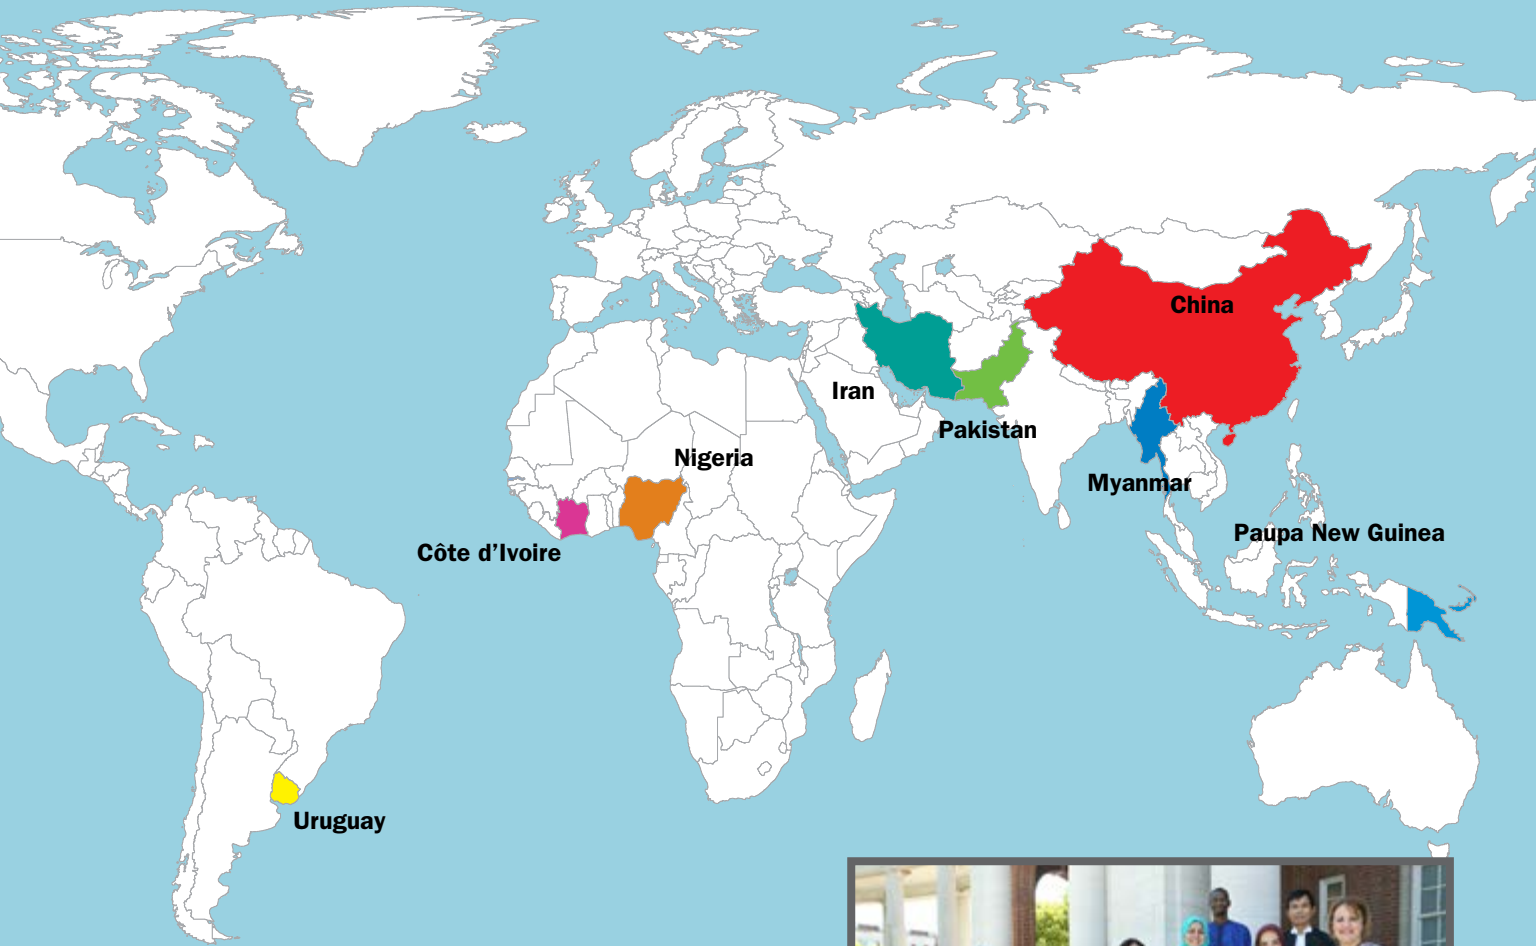 China
Iran
Pakistan
Nigeria
Myanmar
Paupa New Guinea
Côte d’Ivoire
Uruguay